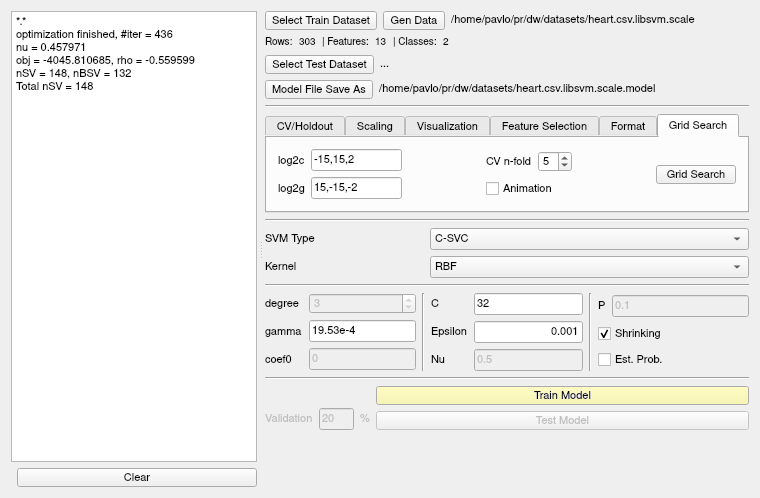 *.*
optimization finished, #iter = 436
nu = 0.457971
obj = -4045.810685, rho = -0.559599
nSV = 148, nBSV = 132
Total nSV = 148
Clear
Select Train Dataset Gen Data /home/pavlo/pr/dw/datasets/heart.csv.libsvm.scale
Rows: 303 | Features: 13 | Classes: 2
Select Test Dataset ...
Model File Save As /home/pavlo/pr/dw/datasets/heart.csv.libsvm.scale.model
CV/Holdout Scaling Visualization Feature Selection Format Grid Search
log2c -15,15,2 CV n-fold 5
log2g 15,-15,-2 Animation Grid Search
SVM Type C-SVC
Kernel RBF
degree 3 C 32 P 0.1
gamma 19.53e-4 Epsilon 0.001 Shrinking
coef0 0 Nu 0.5 Est. Prob.
Train Model
Validation 20 % Test Model